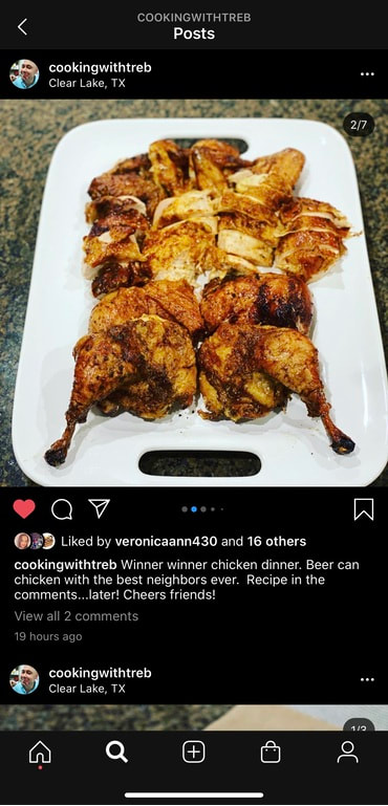 COOKINGWITHTREB
Posts
cookingwithtreb
Clear Lake, TX
2/7
Liked by veronicaann430 and 16 others
cookingwithtreb Winner winner chicken dinner. Beer can
chicken with the best neighbors ever. Recipe in the
comments...later! Cheers friends!
View all 2 comments
19 hours ago
cookingwithtreb
Clear Lake, TX
1/3